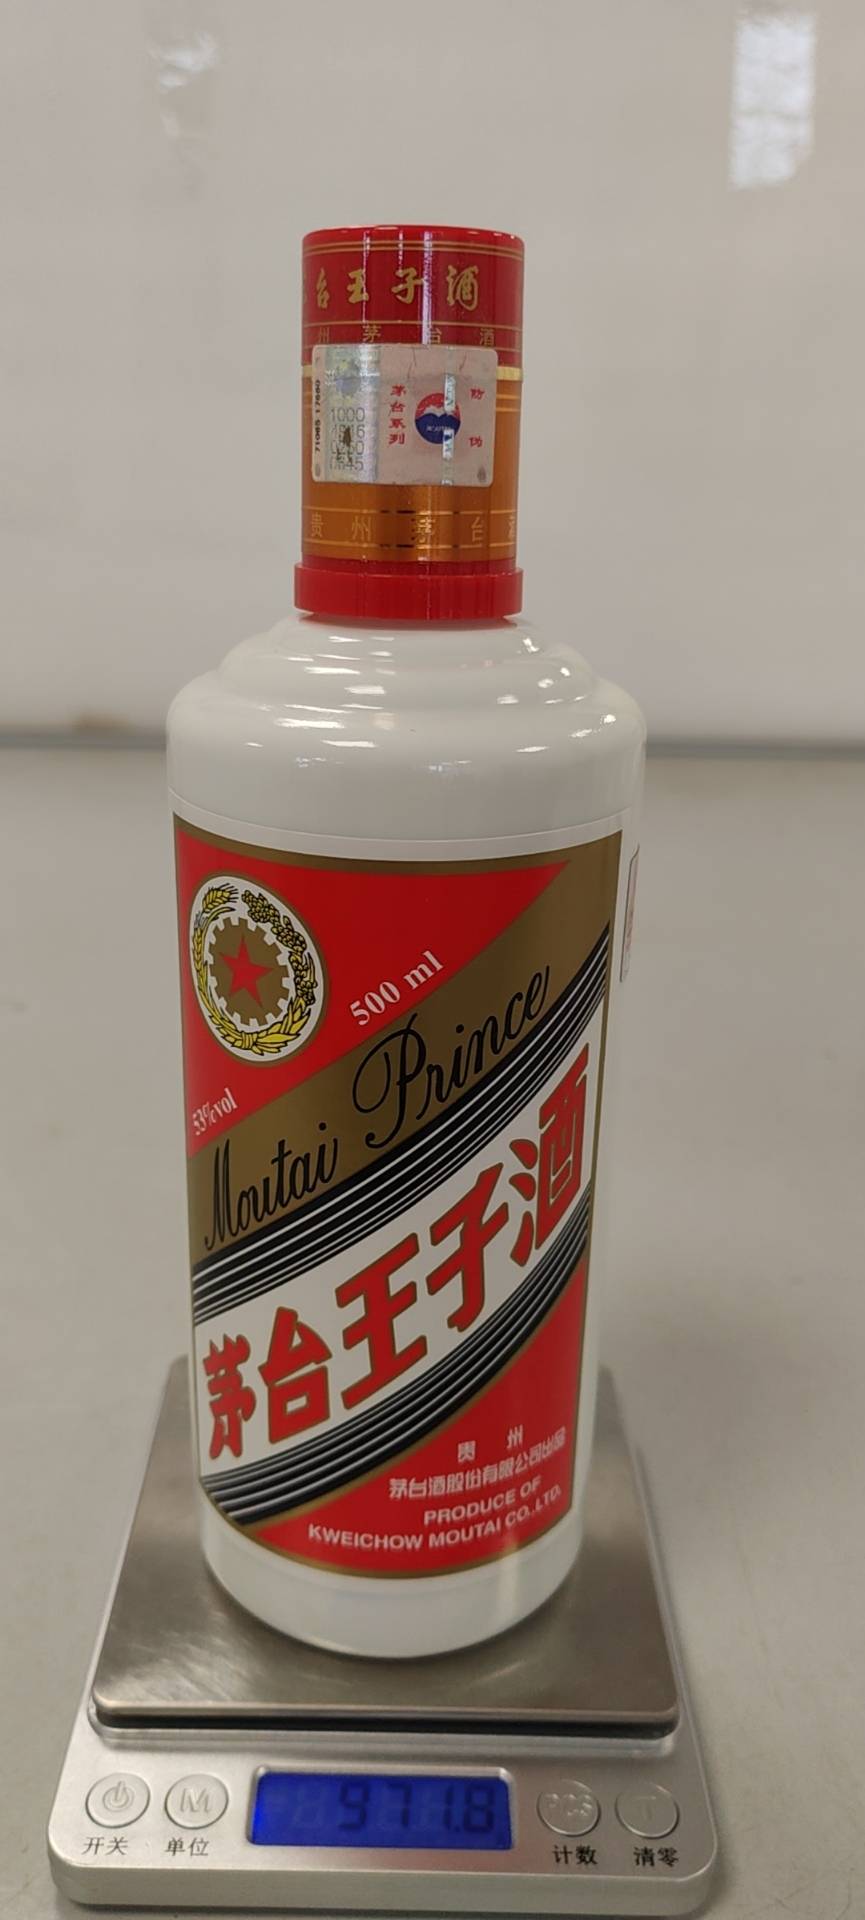 台王子酒
州茅台酒
71065 17660
1000
茅台系列
防伪
贵州茅台
500 ml
53%vol
Moutai Prince
茅台王子酒
贵州
茅台酒股份有限公司出品
PRODUCE OF
KWEICHOW MOUTAI CO.,LTD.
971.8
M
PCS
T
开关
单位
计数
清零